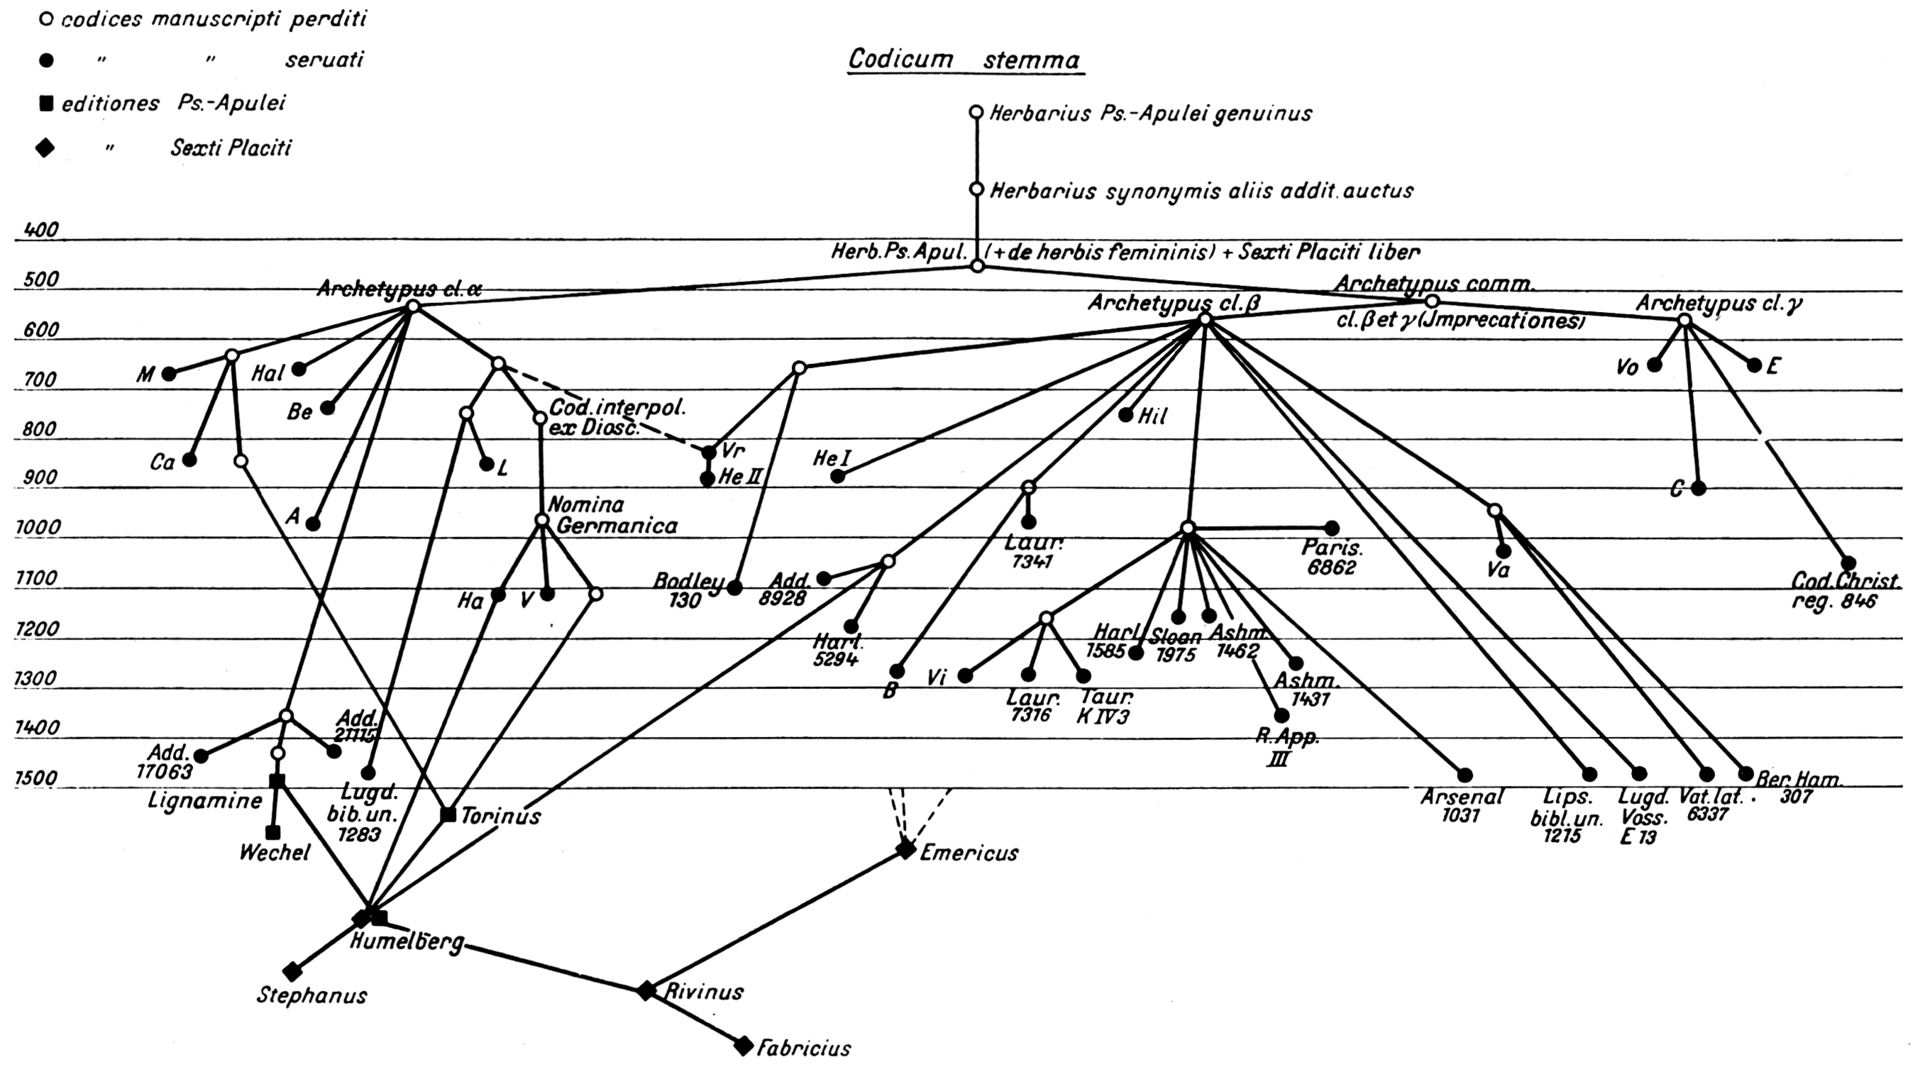 codices manuscripti perditi
" " seruati
editiones Ps.-Apulei
" Sexti Placiti
Codicum stemma
Herbarius Ps.-Apulei genuinus
Herbarius synonymis aliis addit. auctus
400
Herb. Ps. Apul. (+ de herbis femininis) + Sexti Placiti liber
500
Archetypus cl. α
Archetypus comm.
cl. β et γ (Jmprecationes)
Archetypus cl. β
Archetypus cl. γ
600
M
Hal
Vo
E
700
Be
Cod. interpol.
ex Diosc.
Hil
800
Ca
L
Vr
He II
He I
900
C
A
Nomina
Germanica
1000
Laur.
7341
Paris.
6862
Va
1100
Ha
V
Bodley
130
Add.
8928
Cod. Christ.
reg. 846
1200
Harl.
5294
Harl.
1585
Sloan
1975
Ashm.
1462
B
Vi
Laur.
7316
Taur.
K IV 3
Ashm.
1431
1300
R. App.
III
1400
Add.
17063
Add.
21115
1500
Lignamine
Lugd.
bib. un.
1283
Torinus
Arsenal
1031
Lips.
bibl. un.
1215
Lugd.
Voss.
E 13
Vat. lat.
6337
Ber. Ham.
307
Wechel
Emericus
Humelberg
Stephanus
Rivinus
Fabricius